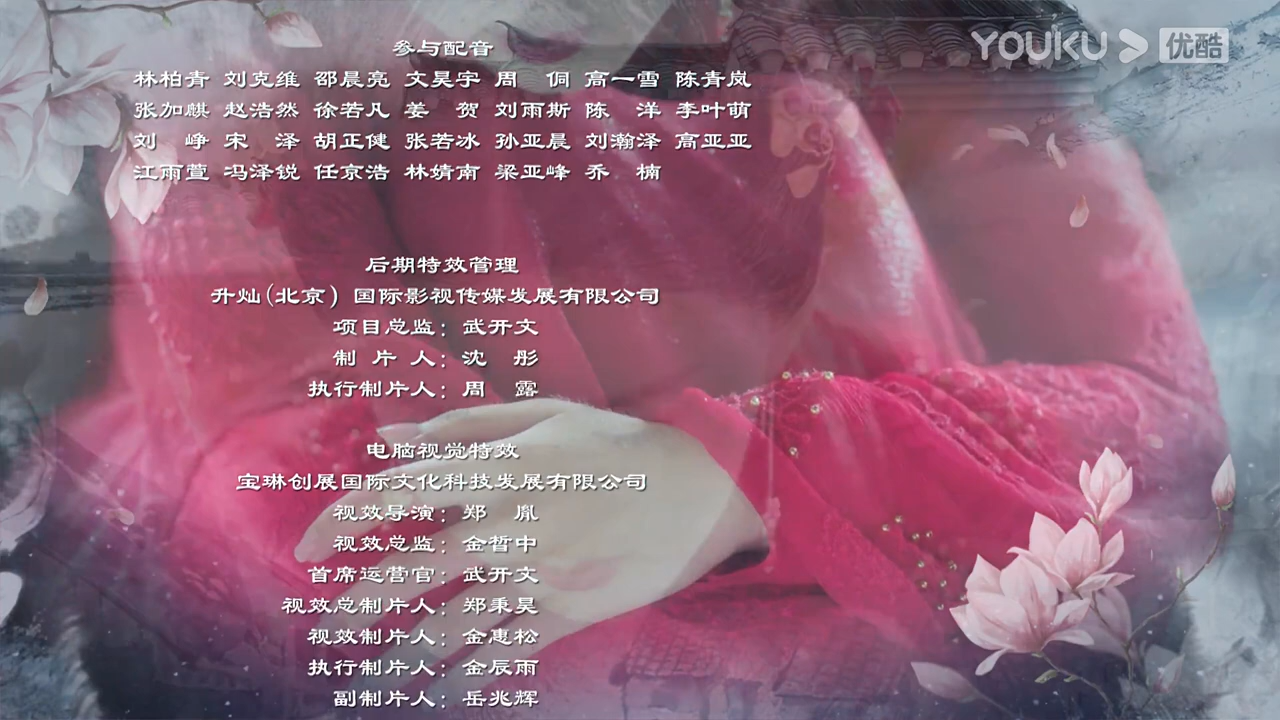 YOUKU 优酷
参与配音
林柏青 刘克维 邵晨亮 文昊宇 周　侗 高一雪 陈青岚
张加麒 赵浩然 徐若凡 姜　贺 刘雨斯 陈　洋 李叶萌
刘　峥 宋　泽 胡正健 张若冰 孙亚晨 刘瀚泽 高亚亚
江雨萱 冯泽锐 任京浩 林婧南 梁亚峰 乔　楠
后期特效管理
升灿(北京) 国际影视传媒发展有限公司
项目总监：武开文
制 片 人：沈　彤
执行制片人：周　露
电脑视觉特效
宝琳创展国际文化科技发展有限公司
视效导演：郑　胤
视效总监：金哲中
首席运营官：武开文
视效总制片人：郑秉昊
视效制片人：金惠松
执行制片人：金辰雨
副制片人：岳兆辉